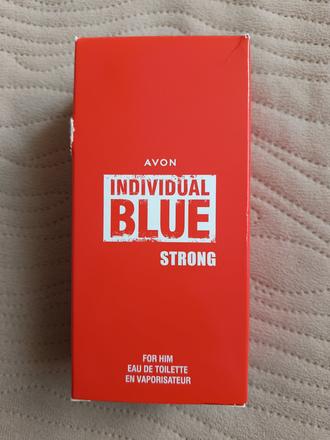 AVON
INDIVIDUAL
BLUE
STRONG
FOR HIM
EAU DE TOILETTE
EN VAPORISATEUR